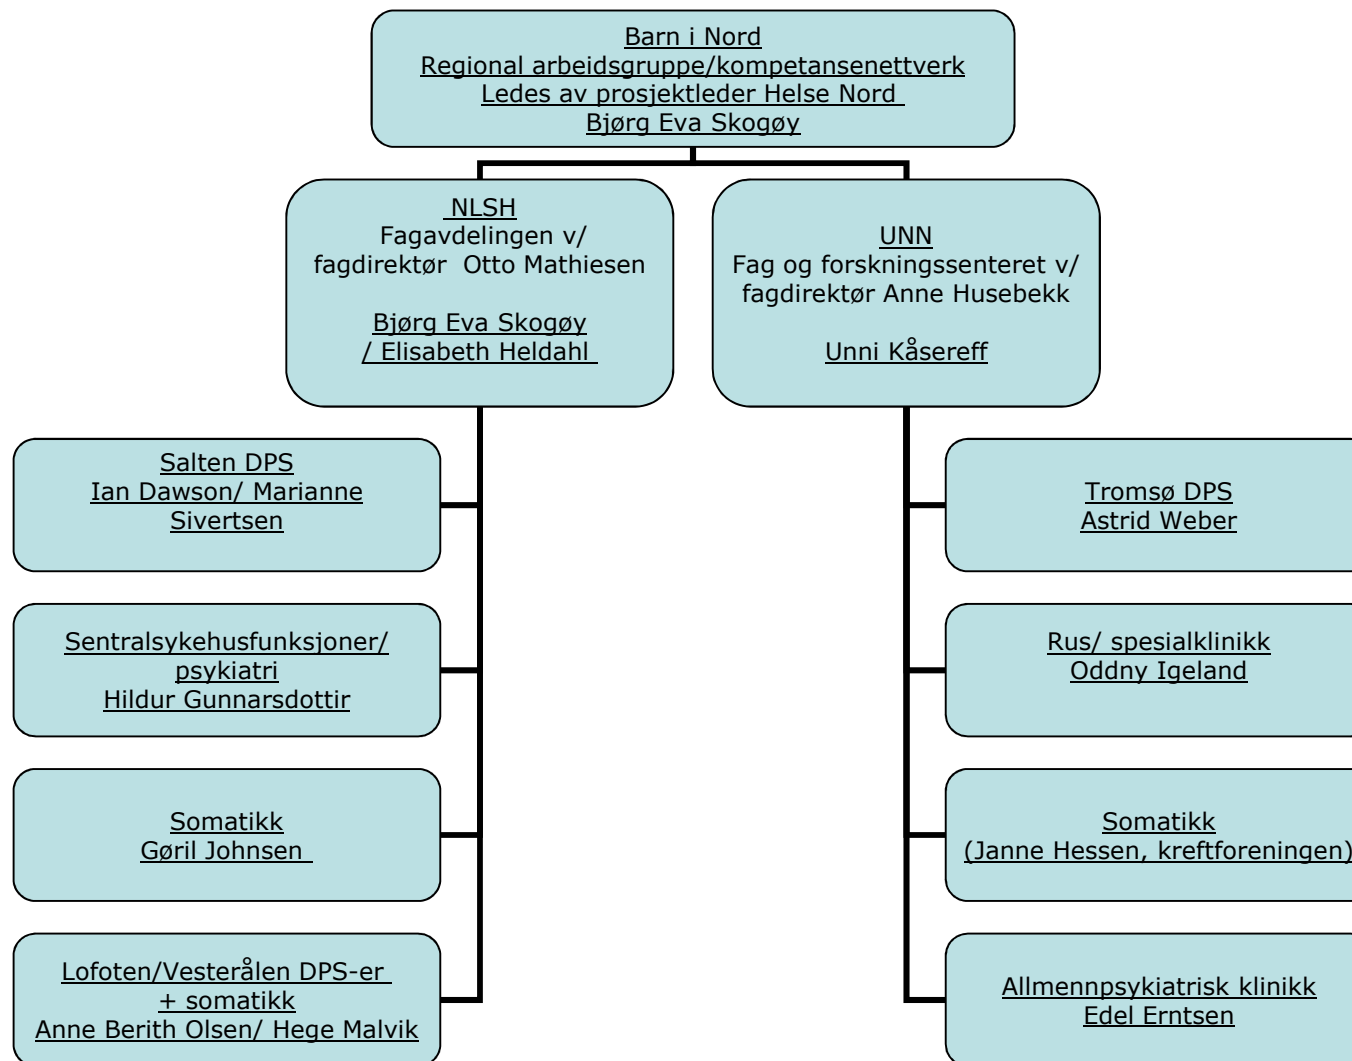 Barn i Nord
Regional arbeidsgruppe/kompetansenettverk
Ledes av prosjektleder Helse Nord
Bjørg Eva Skogøy
NLSH
Fagavdelingen v/
fagdirektør Otto Mathiesen
Bjørg Eva Skogøy
/ Elisabeth Heldahl
UNN
Fag og forskningssenteret v/
fagdirektør Anne Husebekk
Unni Kåsereff
Salten DPS
Ian Dawson/ Marianne
Sivertsen
Sentralsykehusfunksjoner/
psykiatri
Hildur Gunnarsdottir
Somatikk
Gøril Johnsen
Lofoten/Vesterålen DPS-er
+ somatikk
Anne Berith Olsen/ Hege Malvik
Tromsø DPS
Astrid Weber
Rus/ spesialklinikk
Oddny Igeland
Somatikk
(Janne Hessen, kreftforeningen)
Allmennpsykiatrisk klinikk
Edel Erntsen